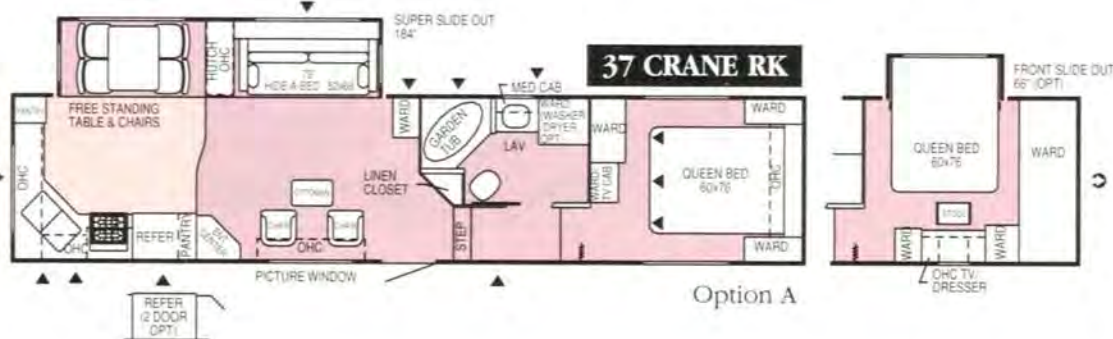 SUPER SLIDE OUT
184"
37 CRANE RK
HUTCH
OHC
HIDE-A-BED
FREE STANDING
TABLE & CHAIRS
PANTRY
OHC
MED CAB
WARD
WASHER
DRYER
OPT
WARD
GARDEN
TUB
LAV
WARD
WARD
TV CAB
LINEN
CLOSET
QUEEN BED
60x76
OHC
WARD
WARD
OTTOMAN
CHAIR
CHAIR
OHC
STEP
OHC
REFER
PANTRY
ENT
CENTER
PICTURE WINDOW
REFER
(2 DOOR
OPT)
Option A
FRONT SLIDE OUT
66" (OPT)
QUEEN BED
60x76
WARD
STOOL
WARD
WARD
OHC TV/
DRESSER